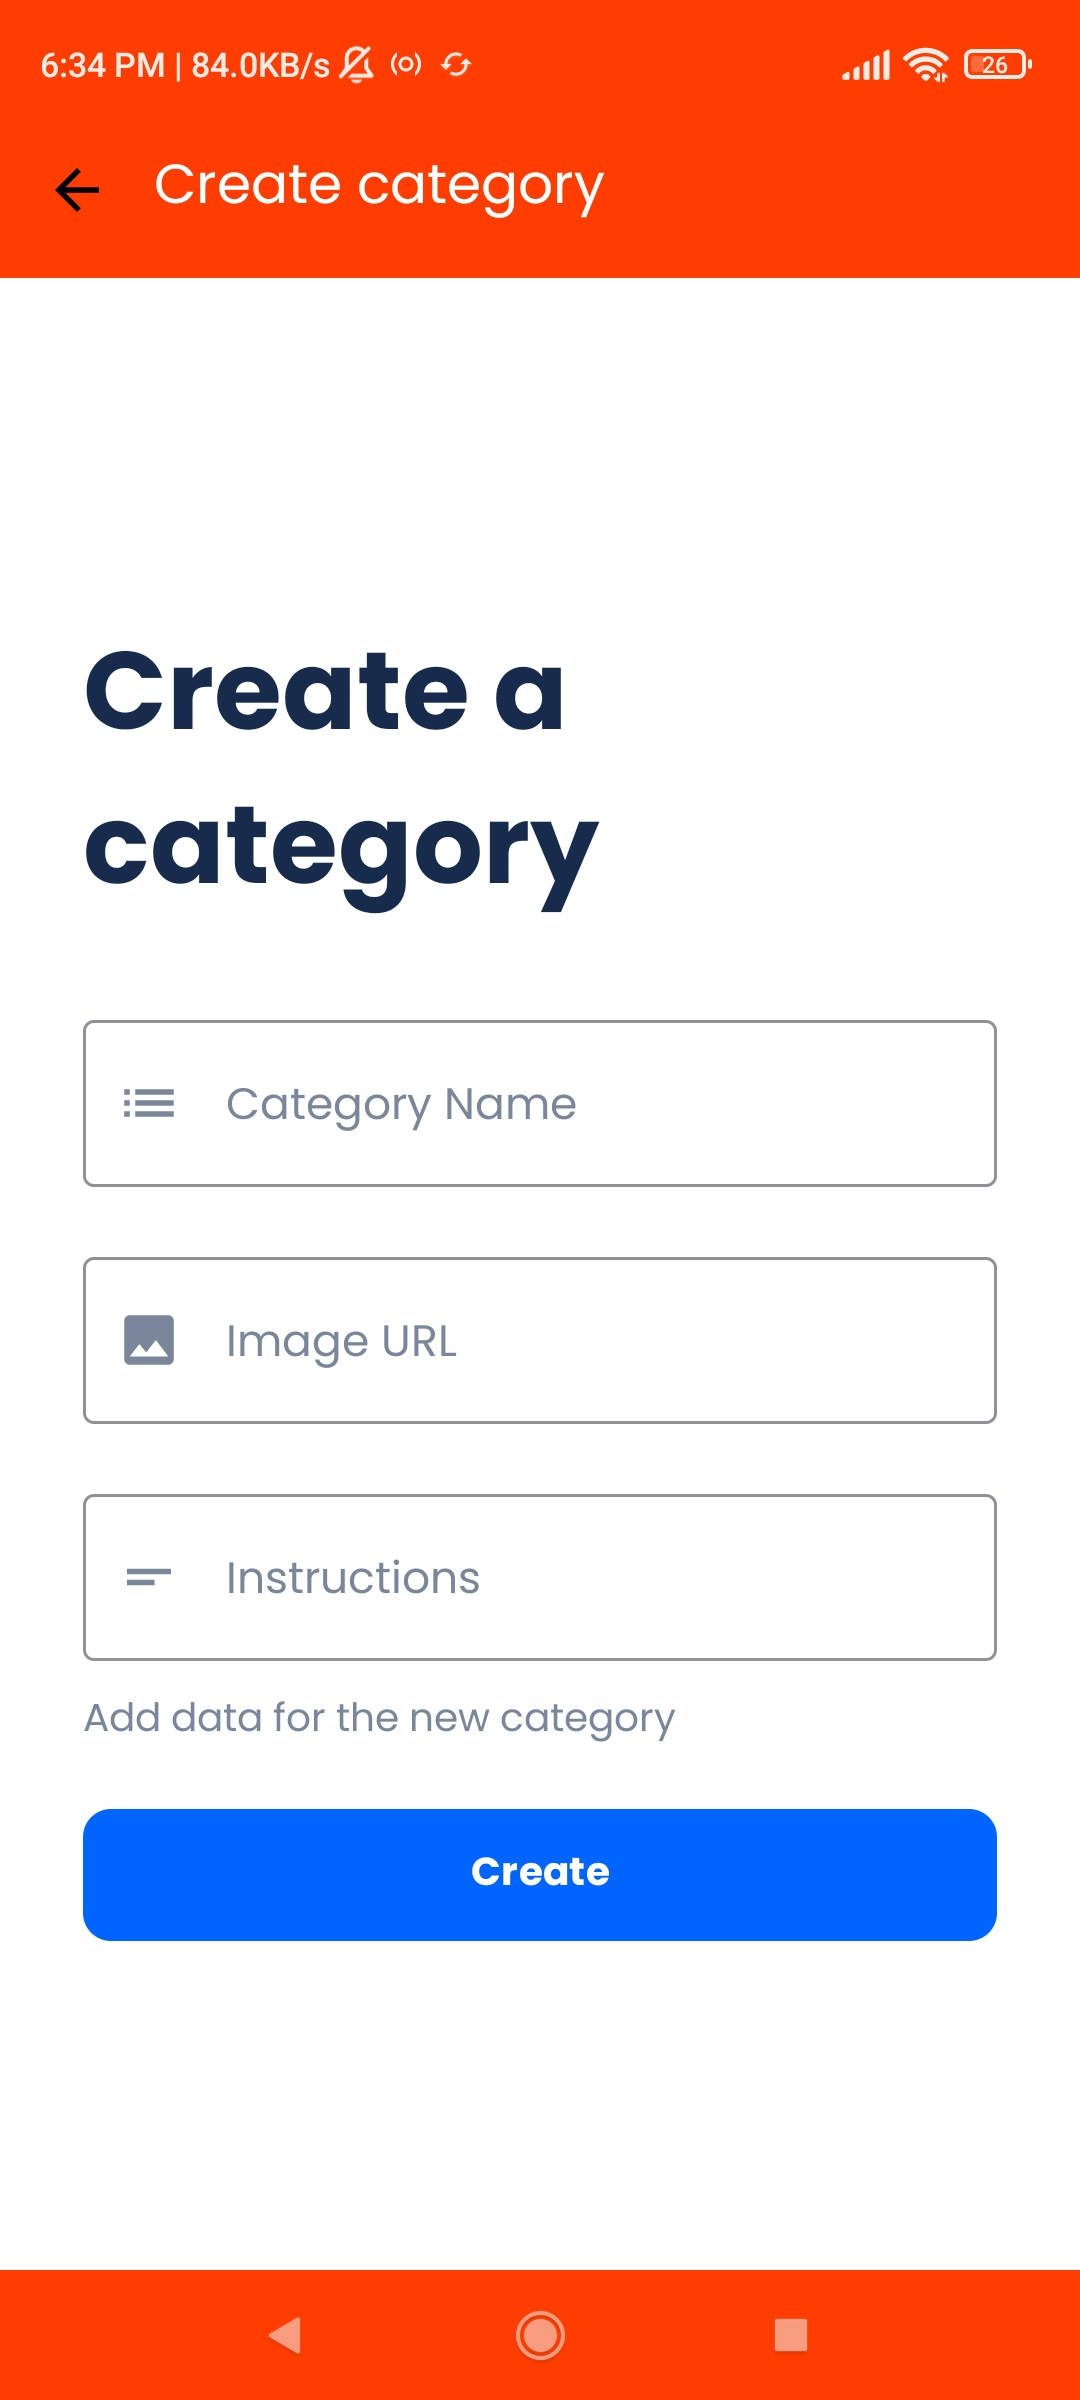 6:34 PM | 84.0KB/s
26
Create category
Create a
category
Category Name
Image URL
Instructions
Add data for the new category
Create